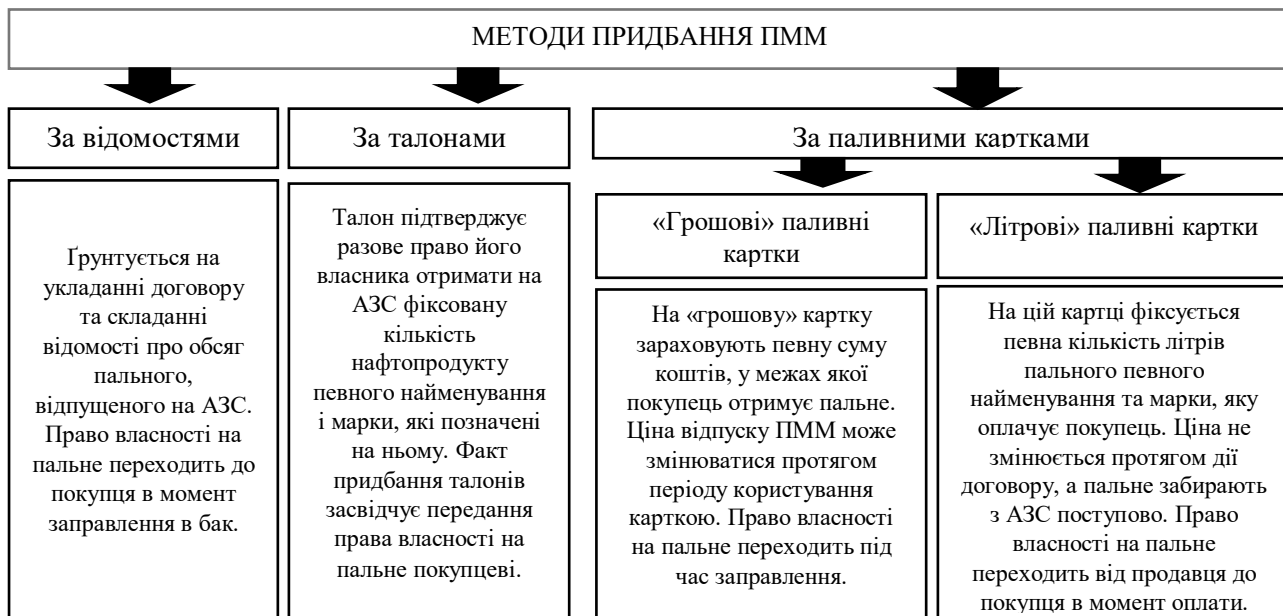 МЕТОДИ ПРИДБАННЯ ПММ
За відомостями
За талонами
За паливними картками
Ґрунтується на
укладанні договору
та складанні
відомості про обсяг
пального,
відпущеного на АЗС.
Право власності на
пальне переходить до
покупця в момент
заправлення в бак.
Талон підтверджує
разове право його
власника отримати на
АЗС фіксовану
кількість
нафтопродукту
певного найменування
і марки, які позначені
на ньому. Факт
придбання талонів
засвідчує передання
права власності на
пальне покупцеві.
«Грошові» паливні
картки
На «грошову» картку
зараховують певну суму
коштів, у межах якої
покупець отримує пальне.
Ціна відпуску ПММ може
змінюватися протягом
періоду користування
карткою. Право власності
на пальне переходить під
час заправлення.
«Літрові» паливні картки
На цій картці фіксується
певна кількість літрів
пального певного
найменування та марки, яку
оплачує покупець. Ціна не
змінюється протягом дії
договору, а пальне забирають
з АЗС поступово. Право
власності на пальне
переходить від продавця до
покупця в момент оплати.